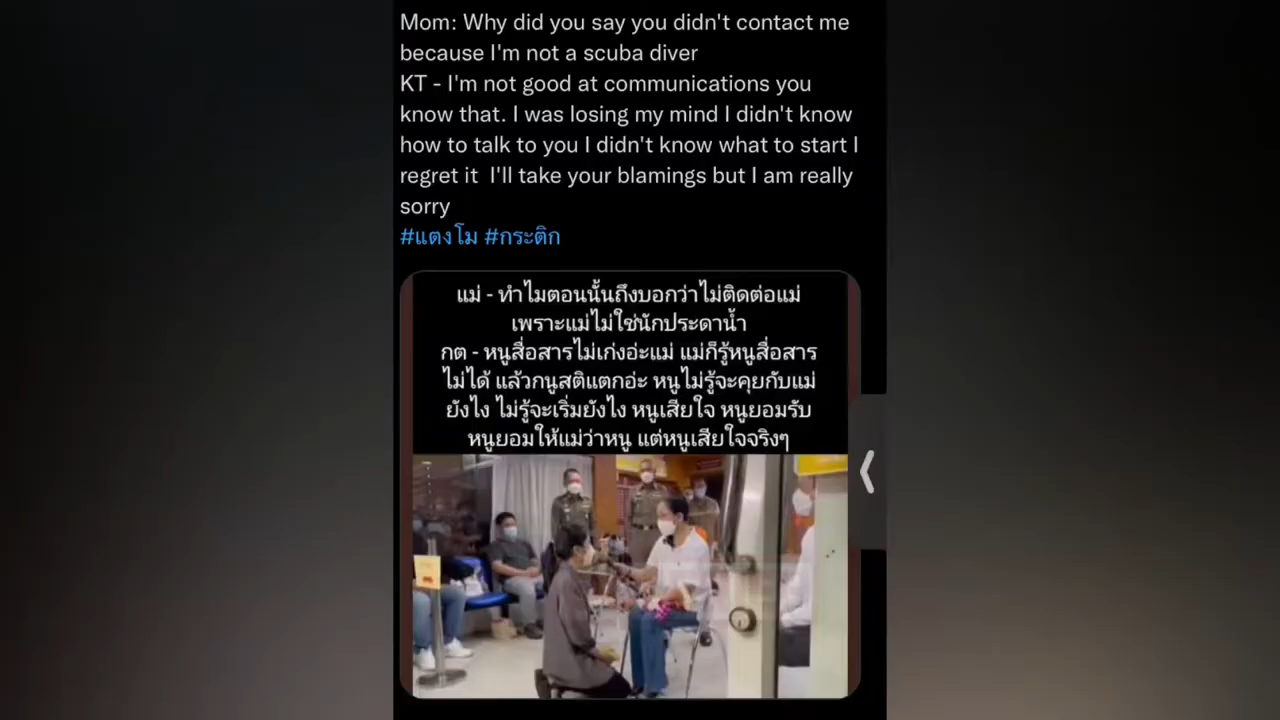 Mom: Why did you say you didn't contact me
because I'm not a scuba diver
KT - I'm not good at communications you
know that. I was losing my mind I didn't know
how to talk to you I didn't know what to start I
regret it  I'll take your blamings but I am really
sorry
#แตงโม #กระติก
แม่ - ทำไมตอนนั้นถึงบอกว่าไม่ติดต่อแม่
เพราะแม่ไม่ใช่นักประดาน้ำ
กต - หนูสื่อสารไม่เก่งอ่ะแม่ แม่ก็รู้หนูสื่อสาร
ไม่ได้ แล้วกนูสติแตกอ่ะ หนูไม่รู้จะคุยกับแม่
ยังไง ไม่รู้จะเริ่มยังไง หนูเสียใจ หนูยอมรับ
หนูยอมให้แม่ว่าหนู แต่หนูเสียใจจริงๆ